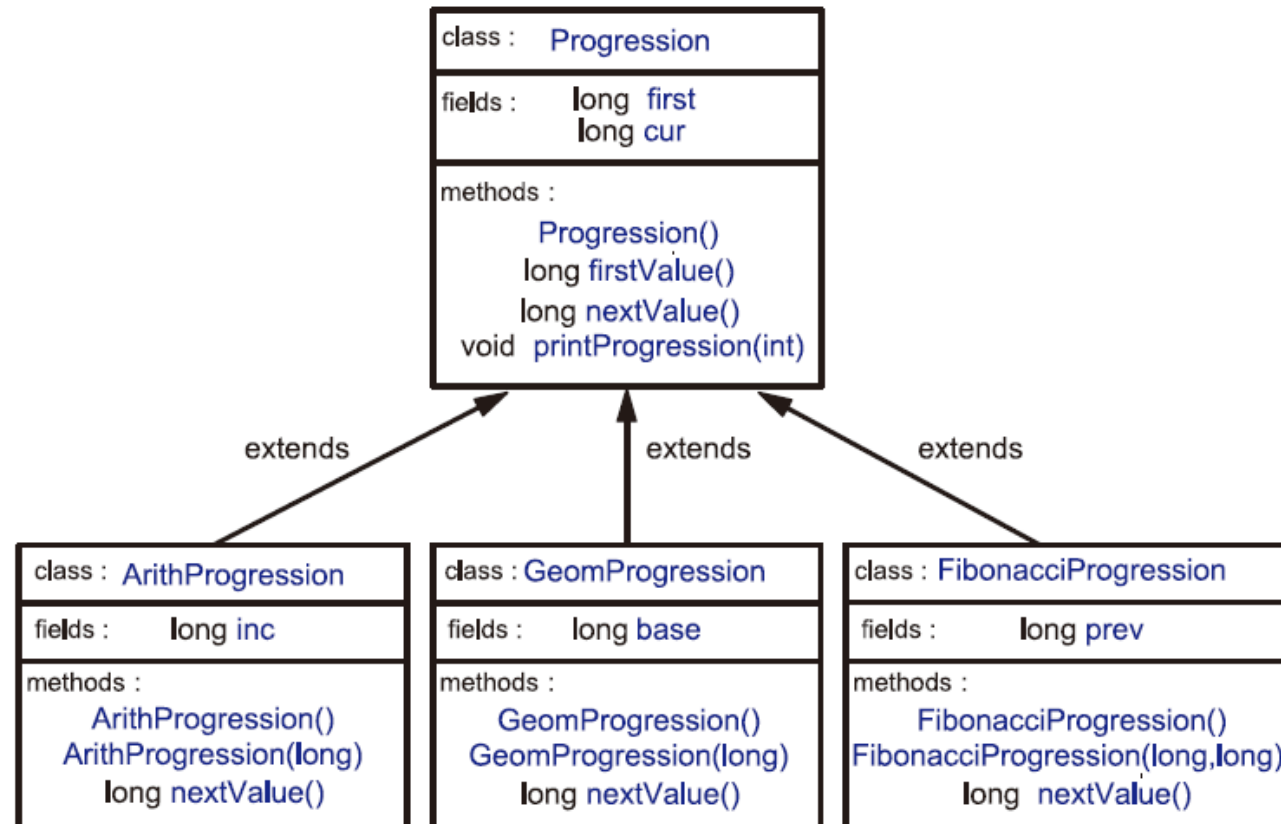 class : Progression
fields : long first
long cur
methods :
Progression()
long firstValue()
long nextValue()
void printProgression(int)
extends
extends
extends
class : ArithProgression
fields : long inc
methods :
ArithProgression()
ArithProgression(long)
long nextValue()
class : GeomProgression
fields : long base
methods :
GeomProgression()
GeomProgression(long)
long nextValue()
class : FibonacciProgression
fields : long prev
methods :
FibonacciProgression()
FibonacciProgression(long,long)
long nextValue()